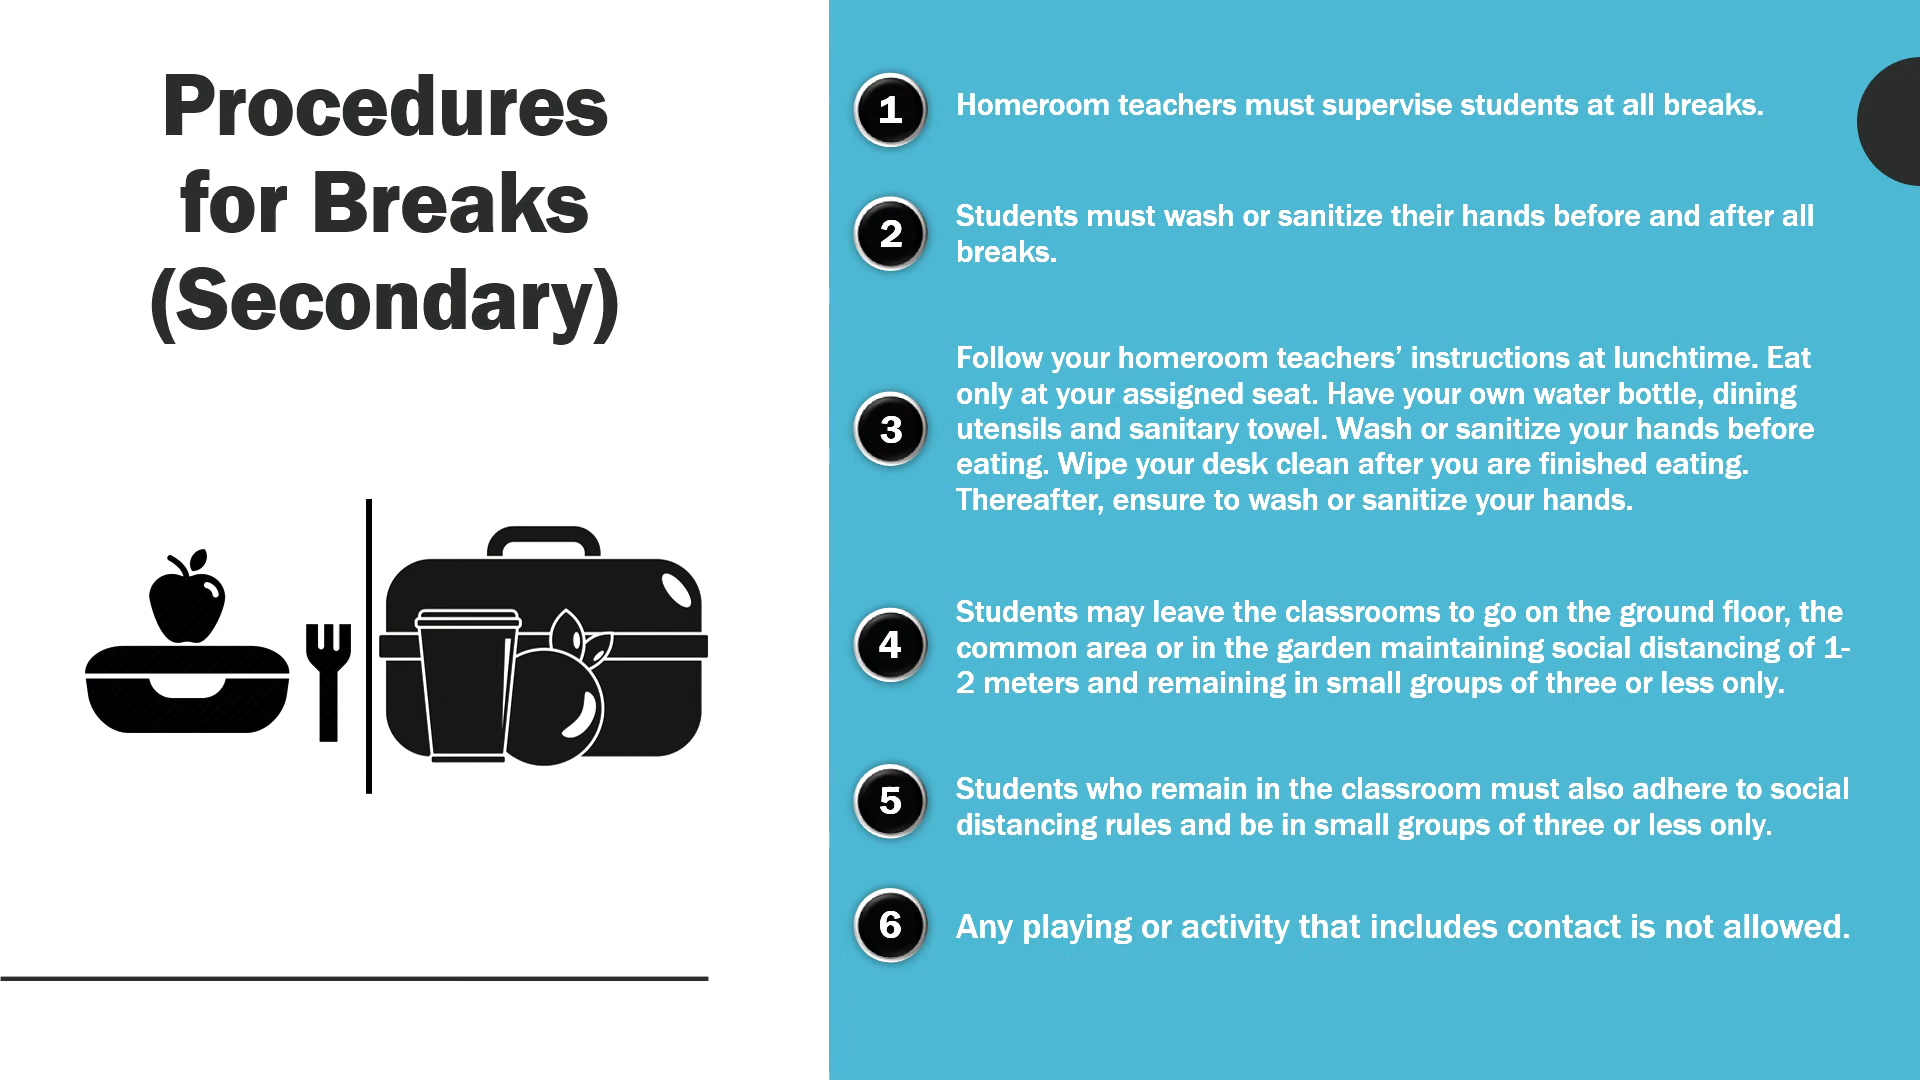 Procedures
for Breaks
(Secondary)
1
Homeroom teachers must supervise students at all breaks.
2
Students must wash or sanitize their hands before and after all
breaks.
3
Follow your homeroom teachers’ instructions at lunchtime. Eat
only at your assigned seat. Have your own water bottle, dining
utensils and sanitary towel. Wash or sanitize your hands before
eating. Wipe your desk clean after you are finished eating.
Thereafter, ensure to wash or sanitize your hands.
4
Students may leave the classrooms to go on the ground floor, the
common area or in the garden maintaining social distancing of 1-
2 meters and remaining in small groups of three or less only.
5
Students who remain in the classroom must also adhere to social
distancing rules and be in small groups of three or less only.
6
Any playing or activity that includes contact is not allowed.